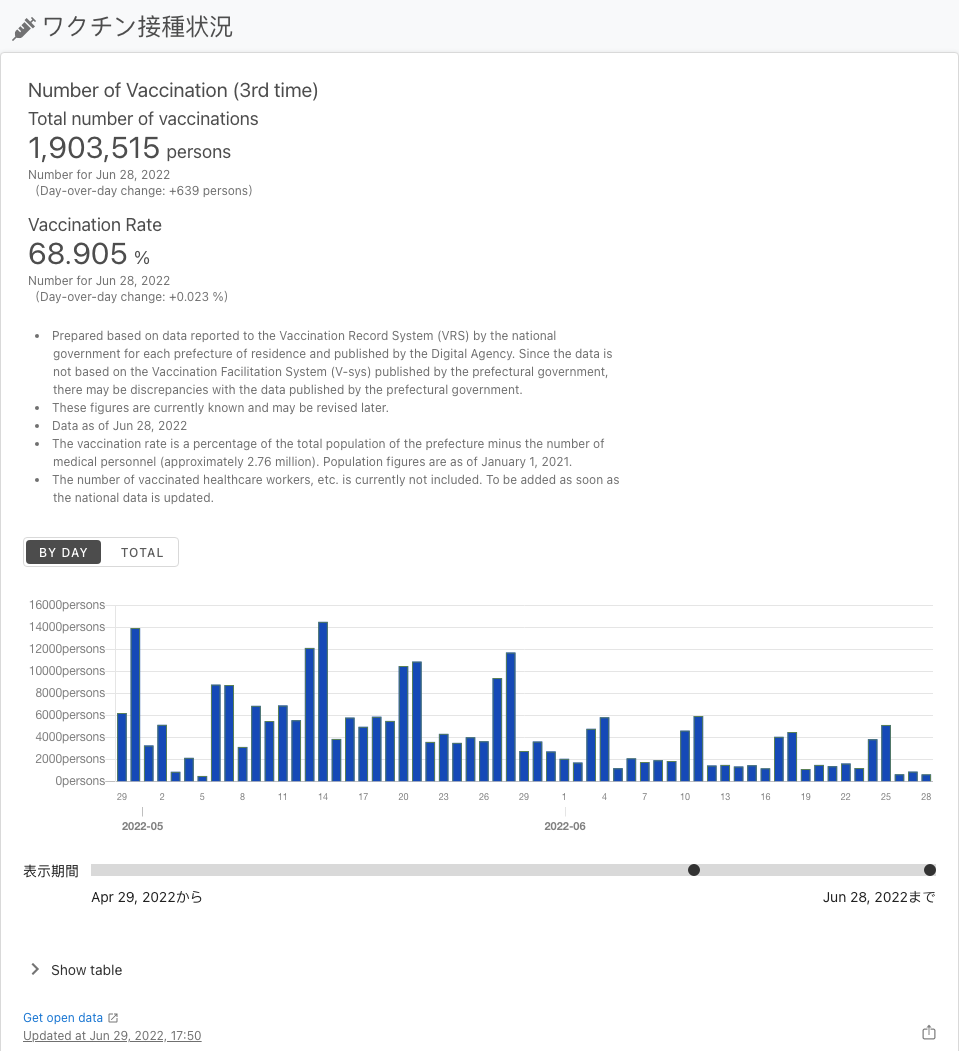 ワクチン接種状況
Number of Vaccination (3rd time)
Total number of vaccinations
1,903,515 persons
Number for Jun 28, 2022
(Day-over-day change: +639 persons)
Vaccination Rate
68.905 %
Number for Jun 28, 2022
(Day-over-day change: +0.023 %)
• Prepared based on data reported to the Vaccination Record System (VRS) by the national
government for each prefecture of residence and published by the Digital Agency. Since the data is
not based on the Vaccination Facilitation System (V-sys) published by the prefectural government,
there may be discrepancies with the data published by the prefectural government.
• These figures are currently known and may be revised later.
• Data as of Jun 28, 2022
• The vaccination rate is a percentage of the total population of the prefecture minus the number of
medical personnel (approximately 2.76 million). Population figures are as of January 1, 2021.
• The number of vaccinated healthcare workers, etc. is currently not included. To be added as soon as
the national data is updated.
BY DAY TOTAL
16000persons
14000persons
12000persons
10000persons
8000persons
6000persons
4000persons
2000persons
0persons
29 2 5 8 11 14 17 20 23 26 29 1 4 7 10 13 16 19 22 25 28
2022-05 2022-06
表示期間
Apr 29, 2022から Jun 28, 2022まで
Show table
Get open data
Updated at Jun 29, 2022, 17:50